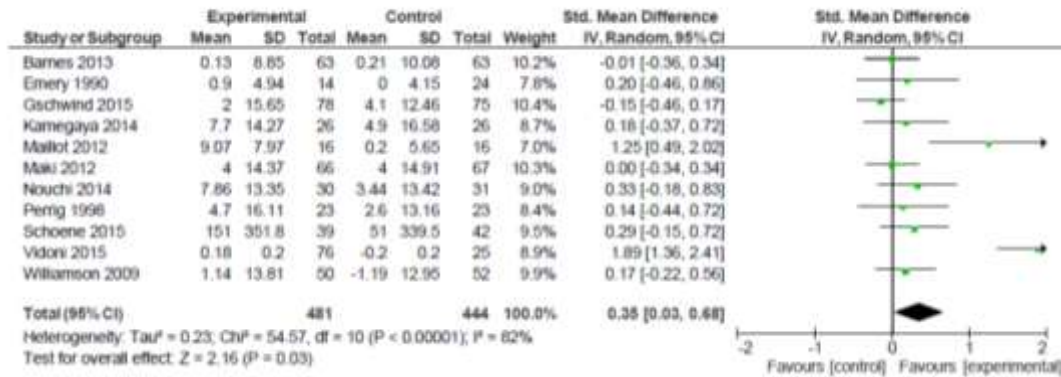 Experimental Control Std. Mean Difference Std. Mean Difference
Study or Subgroup Mean SD Total Mean SD Total Weight IV, Random, 95% CI IV, Random, 95% CI
Barnes 2013 0.13 8.85 63 0.21 10.08 63 10.2% -0.01 [-0.36, 0.34]
Emery 1990 0.9 4.94 14 0 4.15 24 7.8% 0.20 [-0.46, 0.86]
Gschwind 2015 2 15.65 78 4.1 12.46 75 10.4% -0.15 [-0.46, 0.17]
Kamegaya 2014 7.7 14.27 26 4.9 16.58 26 8.7% 0.18 [-0.37, 0.72]
Maillot 2012 9.07 7.97 16 0.2 5.65 16 7.1% 1.25 [0.49, 2.02]
Maki 2012 4 14.37 66 4 14.91 67 10.3% 0.00 [-0.34, 0.34]
Nouchi 2014 7.86 13.35 30 3.44 13.42 31 9.0% 0.33 [-0.18, 0.83]
Perrig 1998 4.7 16.11 23 2.6 13.16 23 8.4% 0.14 [-0.44, 0.72]
Schoene 2015 151 351.8 39 51 339.5 42 9.5% 0.29 [-0.15, 0.72]
Vidoni 2015 0.18 0.2 76 -0.2 0.2 25 8.8% 1.89 [1.36, 2.41]
Williamson 2009 1.14 13.81 50 -1.19 12.95 52 9.9% 0.17 [-0.22, 0.56]
Total (95% CI) 481 444 100.0% 0.35 [0.03, 0.68]
Heterogeneity: Tau² = 0.23; Chi² = 54.57, df = 10 (P < 0.00001); I² = 82%
Test for overall effect: Z = 2.16 (P = 0.03)
-2 -1 0 1 2
Favours [control] Favours [experimental]